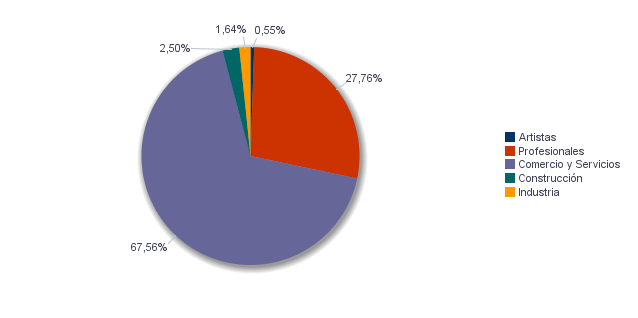 1,64%
0,55%
2,50%
27,76%
67,56%
Artistas
Profesionales
Comercio y Servicios
Construcción
Industria